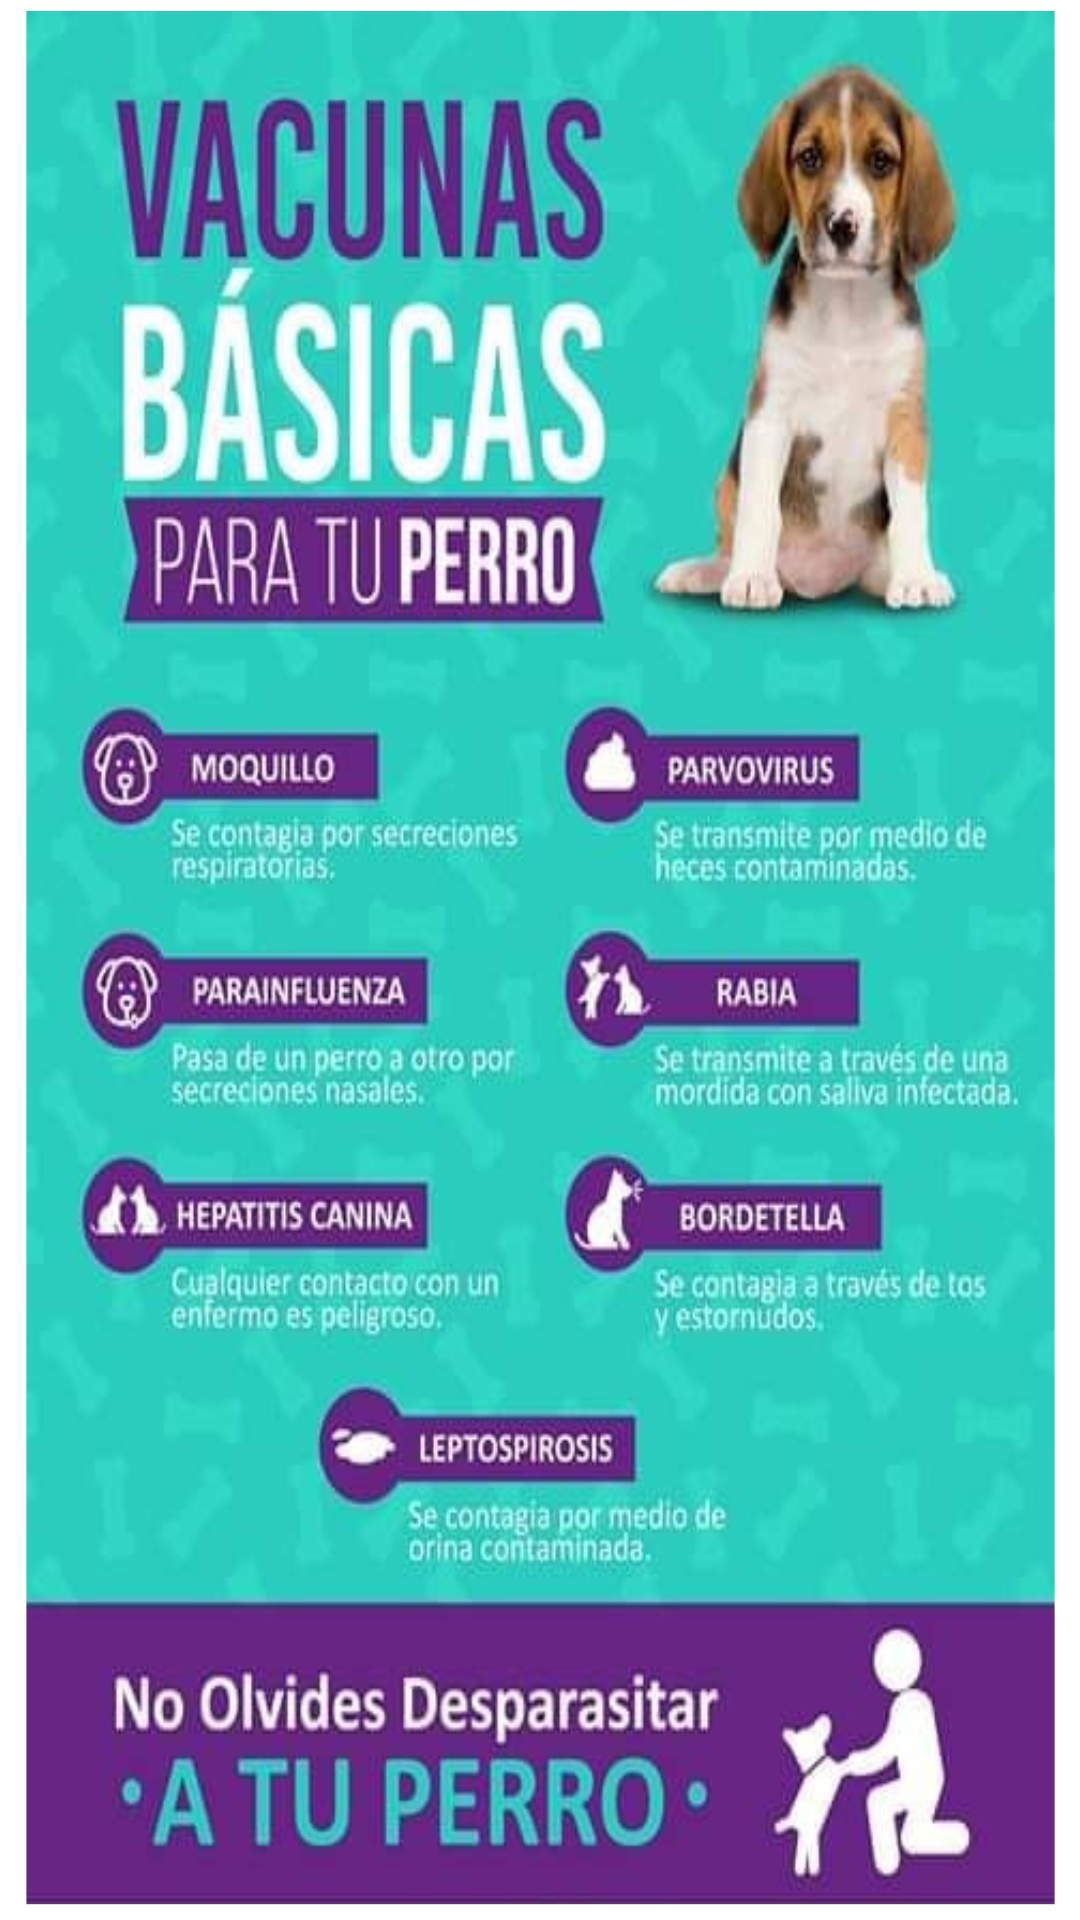 VACUNAS
BÁSICAS
PARA TU PERRO
MOQUILLO
Se contagia por secreciones
respiratorias.
PARVOVIRUS
Se transmite por medio de
heces contaminadas.
PARAINFLUENZA
Pasa de un perro a otro por
secreciones nasales.
RABIA
Se transmite a través de una
mordida con saliva infectada.
HEPATITIS CANINA
Cualquier contacto con un
enfermo es peligroso.
BORDETELLA
Se contagia a través de tos
y estornudos.
LEPTOSPIROSIS
Se contagia por medio de
orina contaminada.
No Olvides Desparasitar
• A TU PERRO •